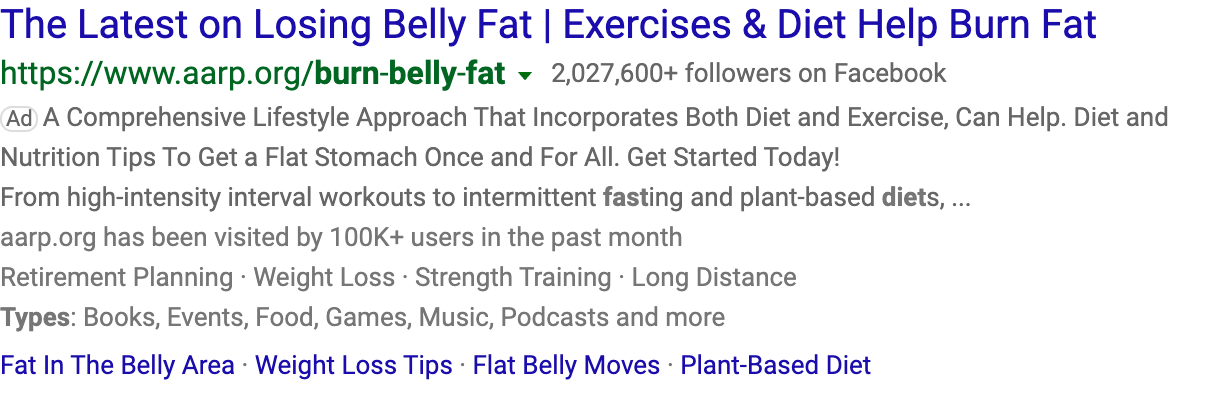 The Latest on Losing Belly Fat | Exercises & Diet Help Burn Fat
https://www.aarp.org/burn-belly-fat 2,027,600+ followers on Facebook
Ad A Comprehensive Lifestyle Approach That Incorporates Both Diet and Exercise, Can Help. Diet and
Nutrition Tips To Get a Flat Stomach Once and For All. Get Started Today!
From high-intensity interval workouts to intermittent fasting and plant-based diets, ...
aarp.org has been visited by 100K+ users in the past month
Retirement Planning · Weight Loss · Strength Training · Long Distance
Types: Books, Events, Food, Games, Music, Podcasts and more
Fat In The Belly Area · Weight Loss Tips · Flat Belly Moves · Plant-Based Diet